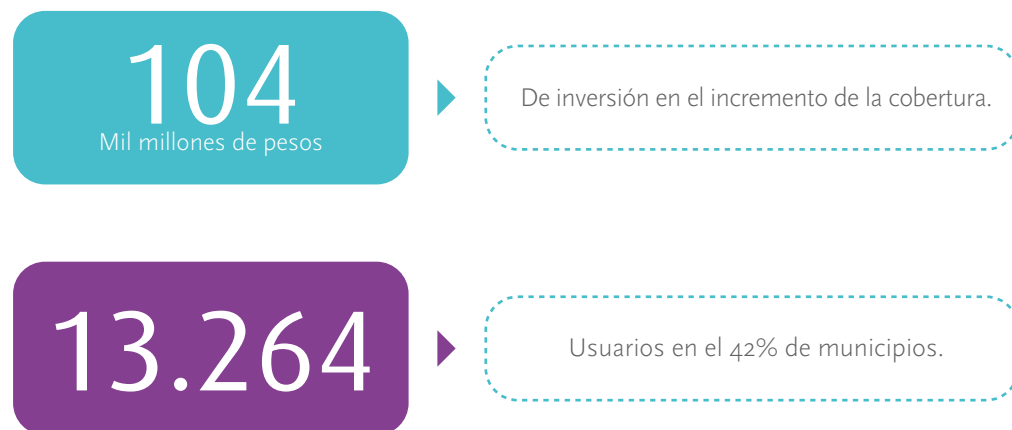 104
Mil millones de pesos
De inversión en el incremento de la cobertura.
13.264
Usuarios en el 42% de municipios.